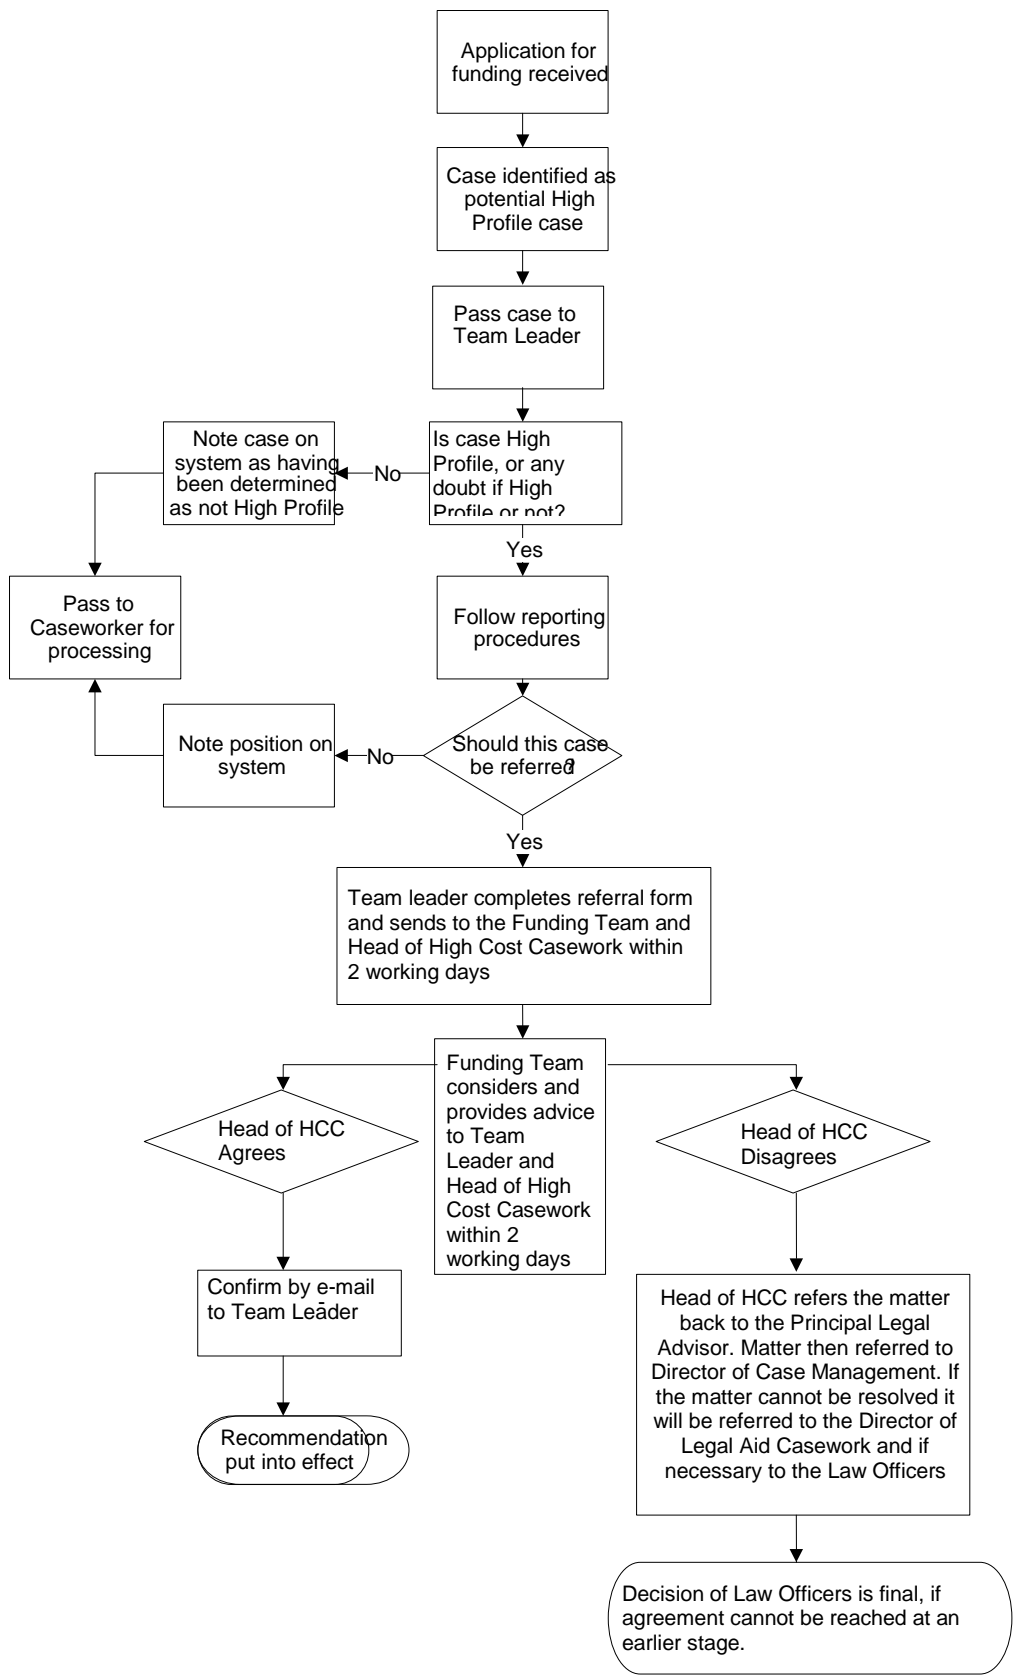 Application for
funding received
Case identified as
potential High
Profile case
Pass case to
Team Leader
Note case on
system as having
been determined
as not High Profile
No
Is case High
Profile, or any
doubt if High
Profile or not?
Yes
Pass to
Caseworker for
processing
Follow reporting
procedures
Note position on
system
No
Should this case
be referred?
Yes
Team leader completes referral form
and sends to the Funding Team and
Head of High Cost Casework within
2 working days
Funding Team
considers and
provides advice
to Team
Leader and
Head of High
Cost Casework
within 2
working days
Head of HCC
Agrees
Head of HCC
Disagrees
Confirm by e-mail
to Team Leader
Head of HCC refers the matter
back to the Principal Legal
Advisor. Matter then referred to
Director of Case Management. If
the matter cannot be resolved it
will be referred to the Director of
Legal Aid Casework and if
necessary to the Law Officers
Recommendation
put into effect
Decision of Law Officers is final, if
agreement cannot be reached at an
earlier stage.